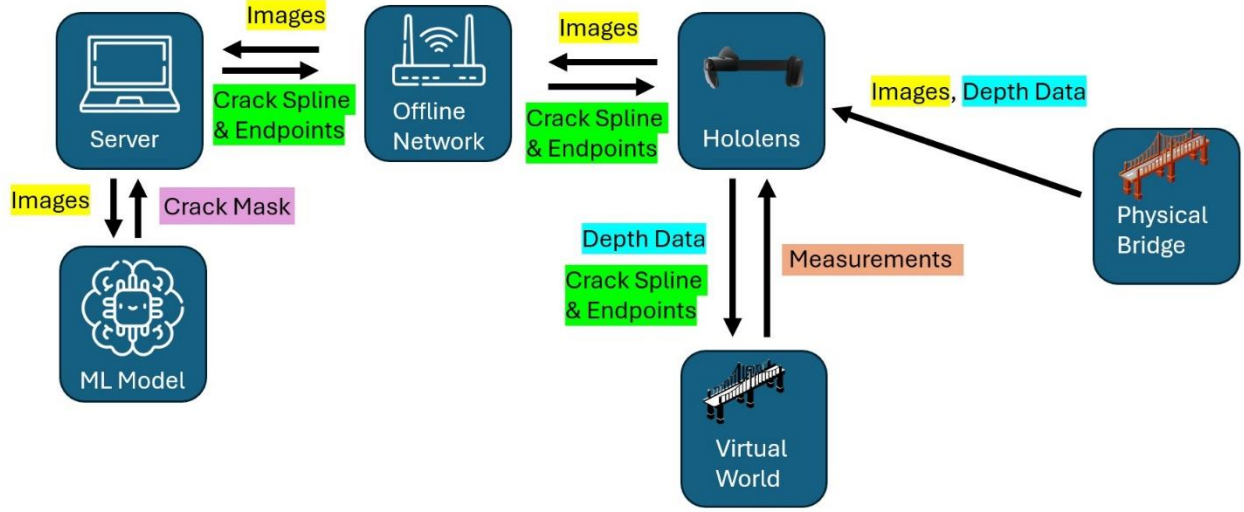 Images
Crack Spline
& Endpoints
Server
Offline
Network
Images
Crack Spline
& Endpoints
Hololens
Images, Depth Data
Physical
Bridge
Images
Crack Mask
ML Model
Depth Data
Crack Spline
& Endpoints
Measurements
Virtual
World